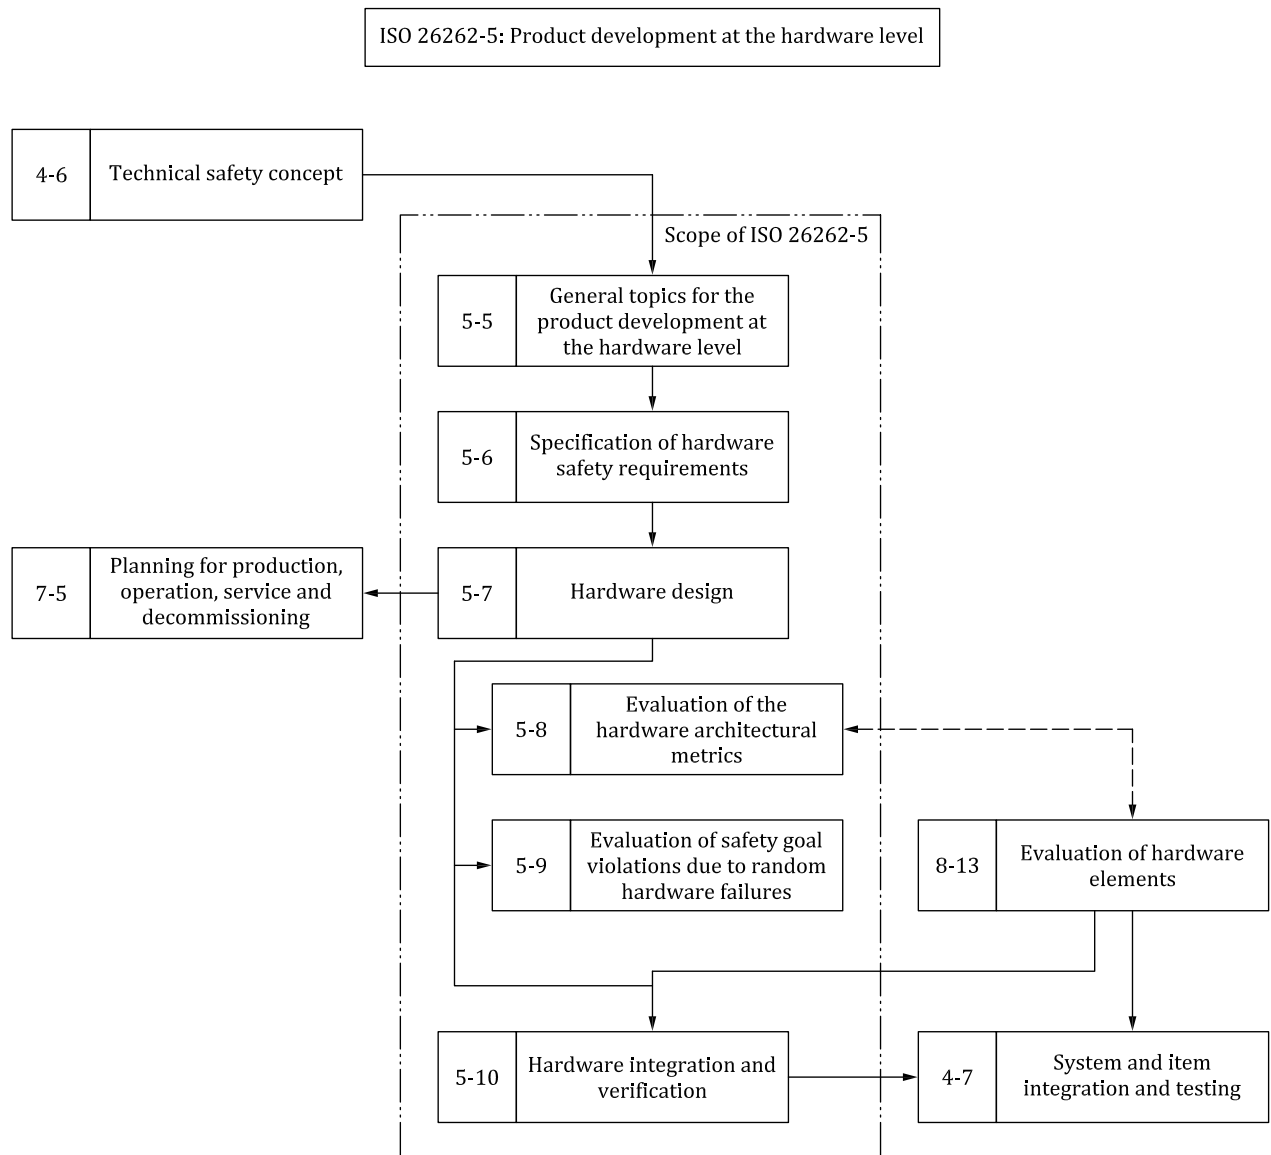 ISO 26262-5: Product development at the hardware level
4-6
Technical safety concept
Scope of ISO 26262-5
5-5
General topics for the
product development at
the hardware level
5-6
Specification of hardware
safety requirements
7-5
Planning for production,
operation, service and
decommissioning
5-7
Hardware design
5-8
Evaluation of the
hardware architectural
metrics
5-9
Evaluation of safety goal
violations due to random
hardware failures
8-13
Evaluation of hardware
elements
5-10
Hardware integration and
verification
4-7
System and item
integration and testing